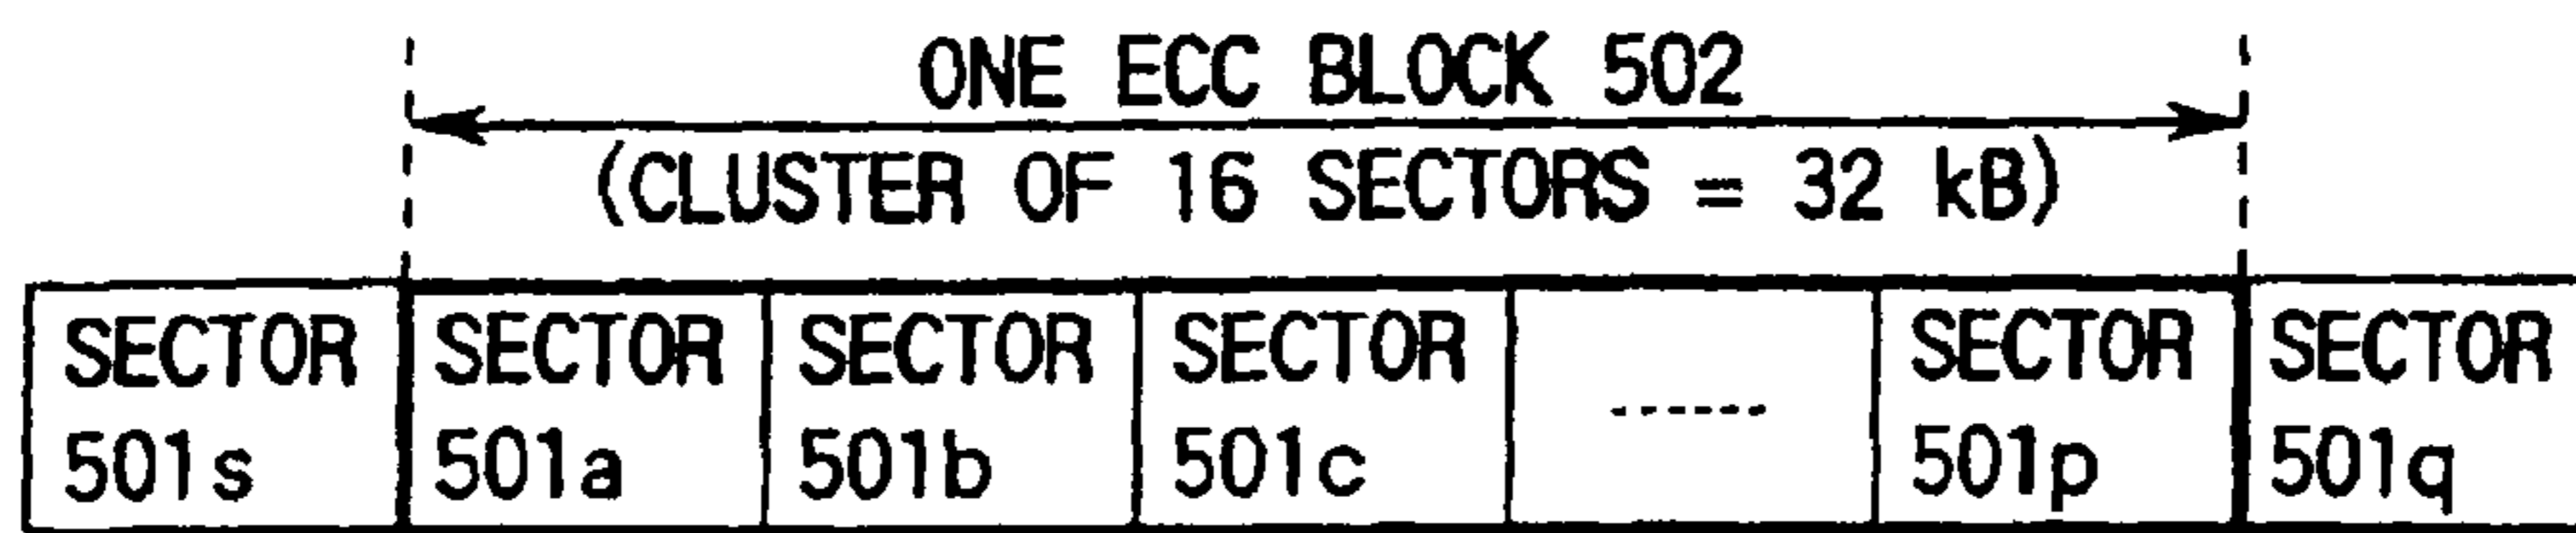 ONE ECC BLOCK 502
(CLUSTER OF 16 SECTORS = 32 kB)
SECTOR SECTOR SECTOR SECTOR SECTOR SECTOR
501s 501a 501b 501c ------ 501p 501q